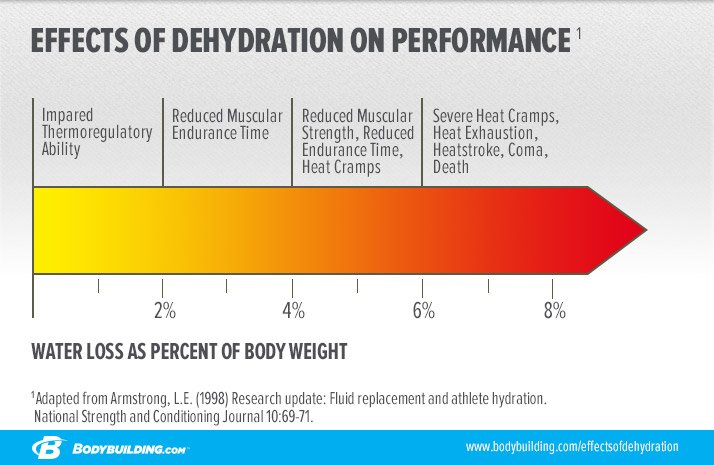 EFFECTS OF DEHYDRATION ON PERFORMANCE 1
Impared
Thermoregulatory
Ability
Reduced Muscular
Endurance Time
Reduced Muscular
Strength, Reduced
Endurance Time,
Heat Cramps
Severe Heat Cramps,
Heat Exhaustion,
Heatstroke, Coma,
Death
2%
4%
6%
8%
WATER LOSS AS PERCENT OF BODY WEIGHT
1Adapted from Armstrong, L.E. (1998) Research update: Fluid replacement and athlete hydration.
National Strength and Conditioning Journal 10:69-71.
B BODYBUILDING.COM
www.bodybuilding.com/effectsofdehydration